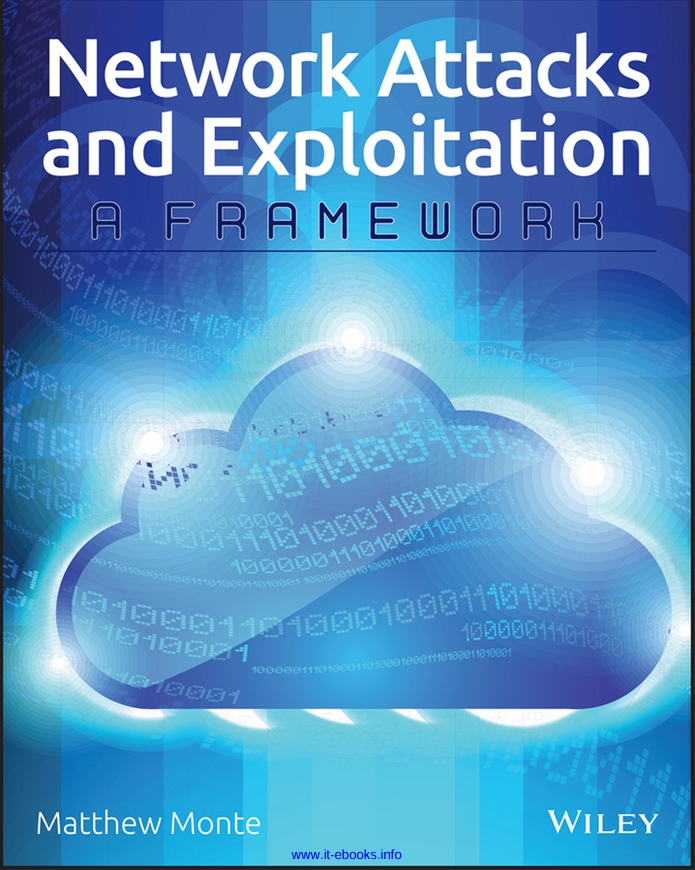 Network Attacks
and Exploitation
A FRAMEWORK
Matthew Monte
WILEY
www.it-ebooks.info